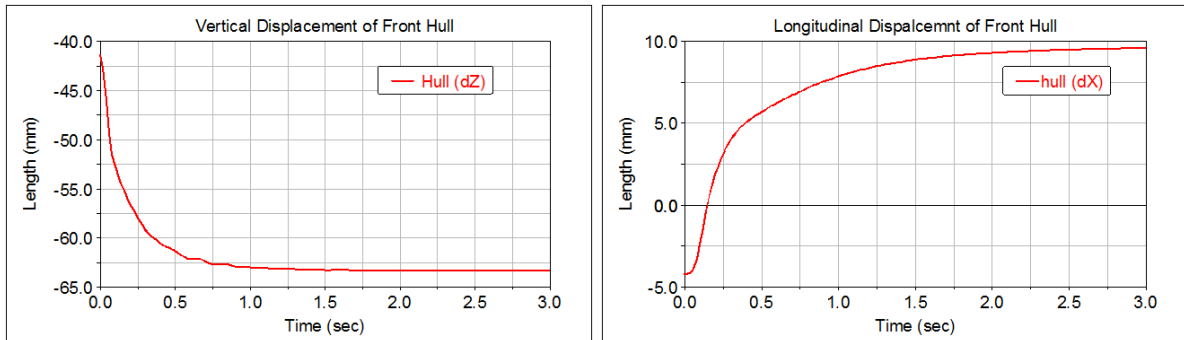 Vertical Displacement of Front Hull
-40.0
-45.0
-50.0
-55.0
-60.0
-65.0
Length (mm)
Hull (dZ)
0.0 0.5 1.0 1.5 2.0 2.5 3.0
Time (sec)
Longitudinal Dispalcemnt of Front Hull
10.0
5.0
0.0
-5.0
Length (mm)
hull (dX)
0.0 0.5 1.0 1.5 2.0 2.5 3.0
Time (sec)